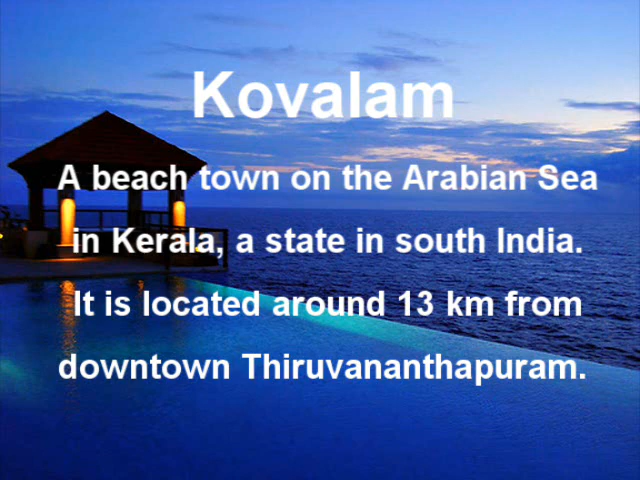 Kovalam
A beach town on the Arabian Sea
in Kerala, a state in south India.
It is located around 13 km from
downtown Thiruvananthapuram.